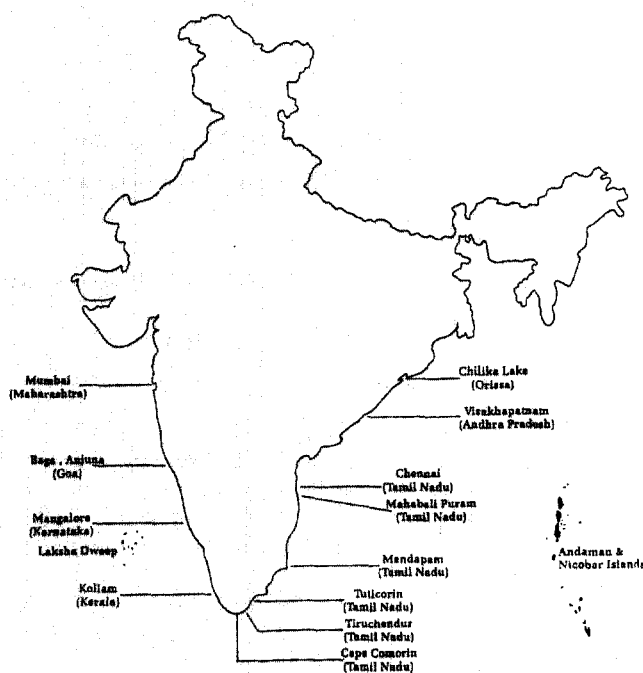 Mumbai
(Maharashtra)
Baga , Anjuna
(Goa)
Mangalore
(Karnataka)
Laksha Dweep
Kollam
(Kerala)
Chilika Lake
(Orissa)
Visakhapatnam
(Andhra Pradesh)
Chennai
(Tamil Nadu)
Mahabali Puram
(Tamil Nadu)
Mandapam
(Tamil Nadu)
Tuticorin
(Tamil Nadu)
Tiruchendur
(Tamil Nadu)
Cape Comorin
(Tamil Nadu)
Andaman &
Nicobar Islands